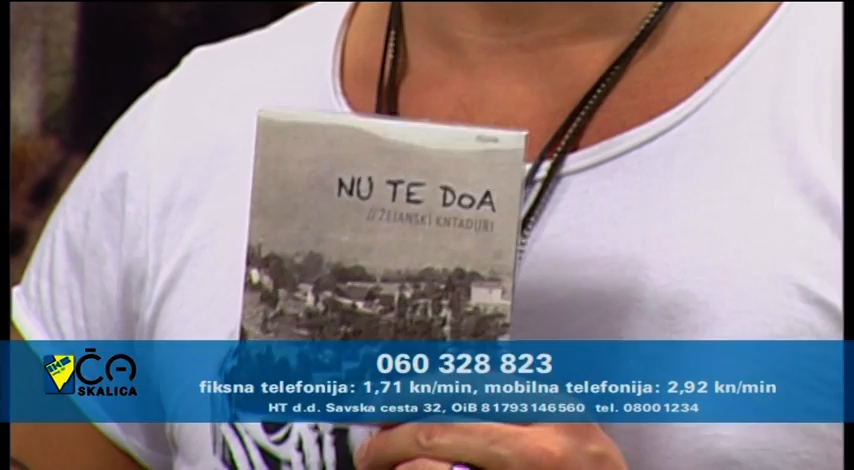 NU TE DOA
// ŽEJANSKI KNTADURI
ČA
SKALICA
060 328 823
fiksna telefonija: 1,71 kn/min, mobilna telefonija: 2,92 kn/min
HT d.d. Savska cesta 32, OiB 81793146560 tel. 08001234